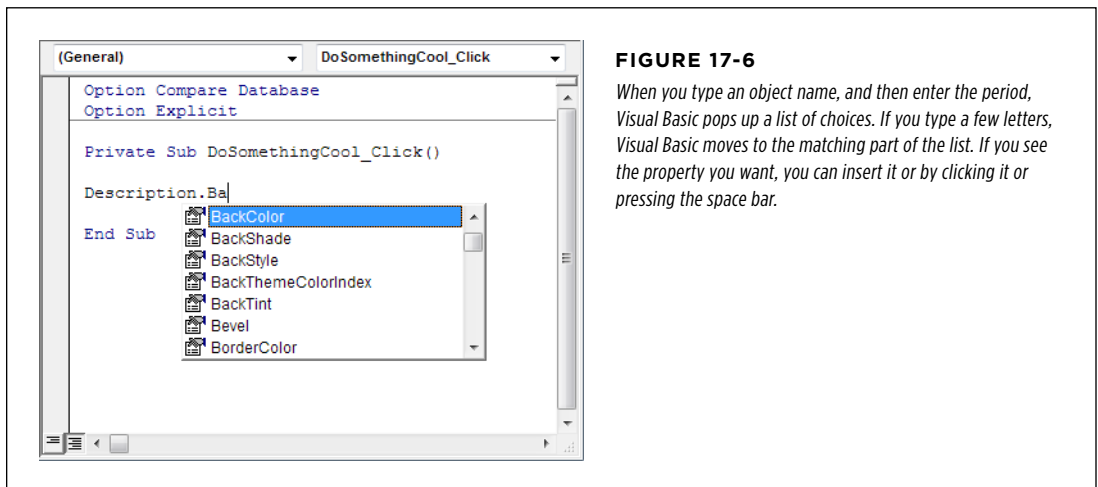 (General)
DoSomethingCool_Click
Option Compare Database
Option Explicit
Private Sub DoSomethingCool_Click()
Description.Ba
BackColor
BackShade
BackStyle
BackThemeColorIndex
BackTint
Bevel
BorderColor
End Sub
FIGURE 17-6
When you type an object name, and then enter the period,
Visual Basic pops up a list of choices. If you type a few letters,
Visual Basic moves to the matching part of the list. If you see
the property you want, you can insert it or by clicking it or
pressing the space bar.